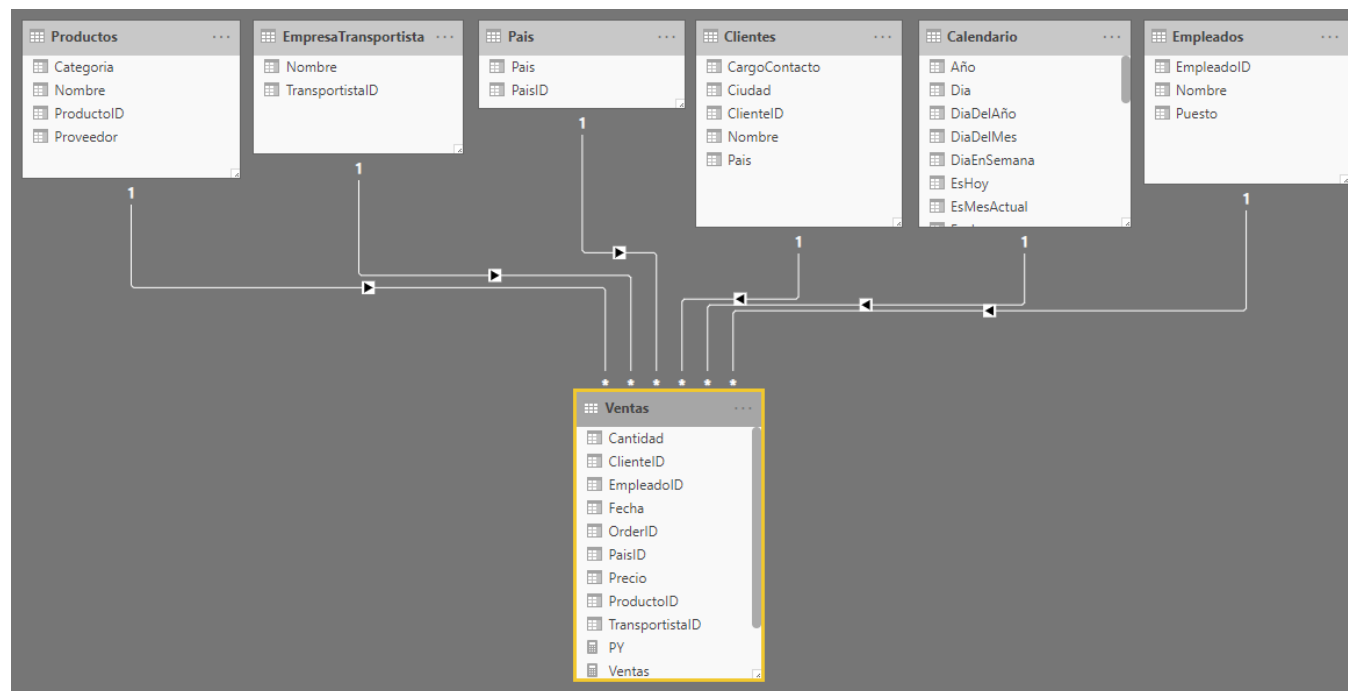 Productos
Categoria
Nombre
ProductoID
Proveedor
1
EmpresaTransportista
Nombre
TransportistaID
1
Pais
Pais
PaisID
1
Clientes
CargoContacto
Ciudad
ClienteID
Nombre
Pais
1
Calendario
Año
Dia
DiaDelAño
DiaDelMes
DiaEnSemana
EsHoy
EsMesActual
1
Empleados
EmpleadoID
Nombre
Puesto
1
* * * * * *
Ventas
Cantidad
ClienteID
EmpleadoID
Fecha
OrderID
PaisID
Precio
ProductoID
TransportistaID
PY
Ventas